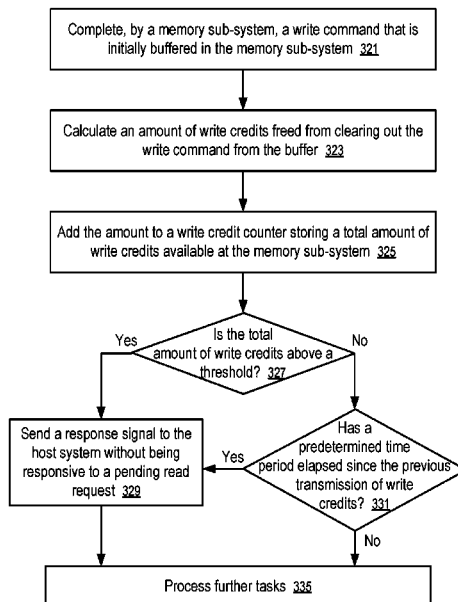 Complete, by a memory sub-system, a write command that is
initially buffered in the memory sub-system 321
Calculate an amount of write credits freed from clearing out the
write command from the buffer 323
Add the amount to a write credit counter storing a total amount of
write credits available at the memory sub-system 325
Yes
Is the total
amount of write credits above a
threshold? 327
No
Send a response signal to the
host system without being
responsive to a pending read
request 329
Yes
Has a
predetermined time
period elapsed since the previous
transmission of write
credits? 331
No
Process further tasks 335